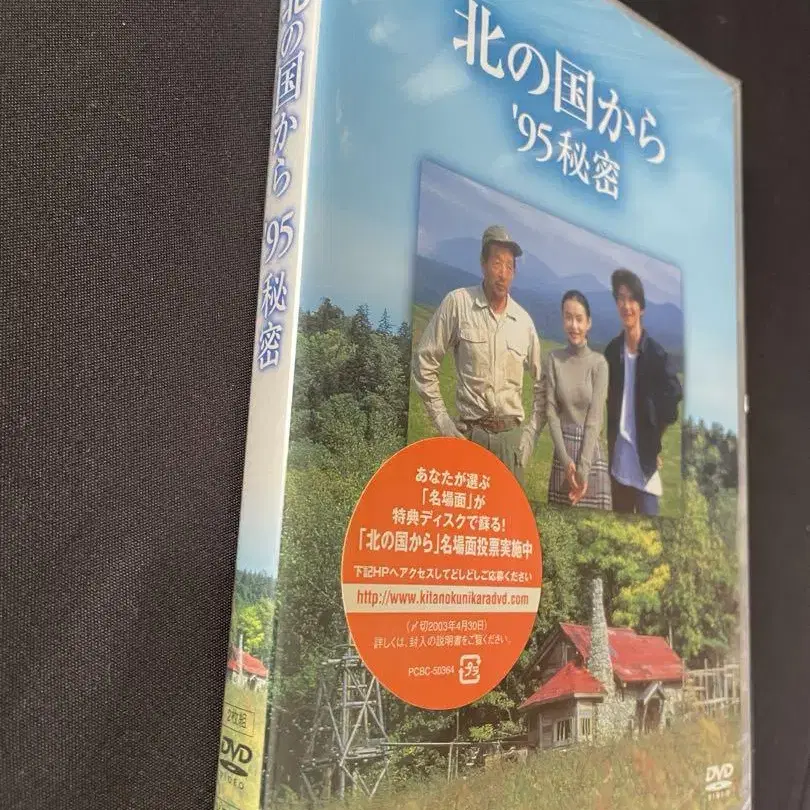 北の国から
'95秘密
北の国から '95 秘密
あなたが選ぶ
「名場面」が
特典ディスクで蘇る!
「北の国から」名場面投票実施中
下記HPへアクセスしてどしどしご応募ください
http://www.kitanokunikaradvd.com
(〆切2003年4月30日)
詳しくは、封入の説明書をご覧ください。
PCBC-50364
プラ
2枚組
DVD
VIDEO
DVD